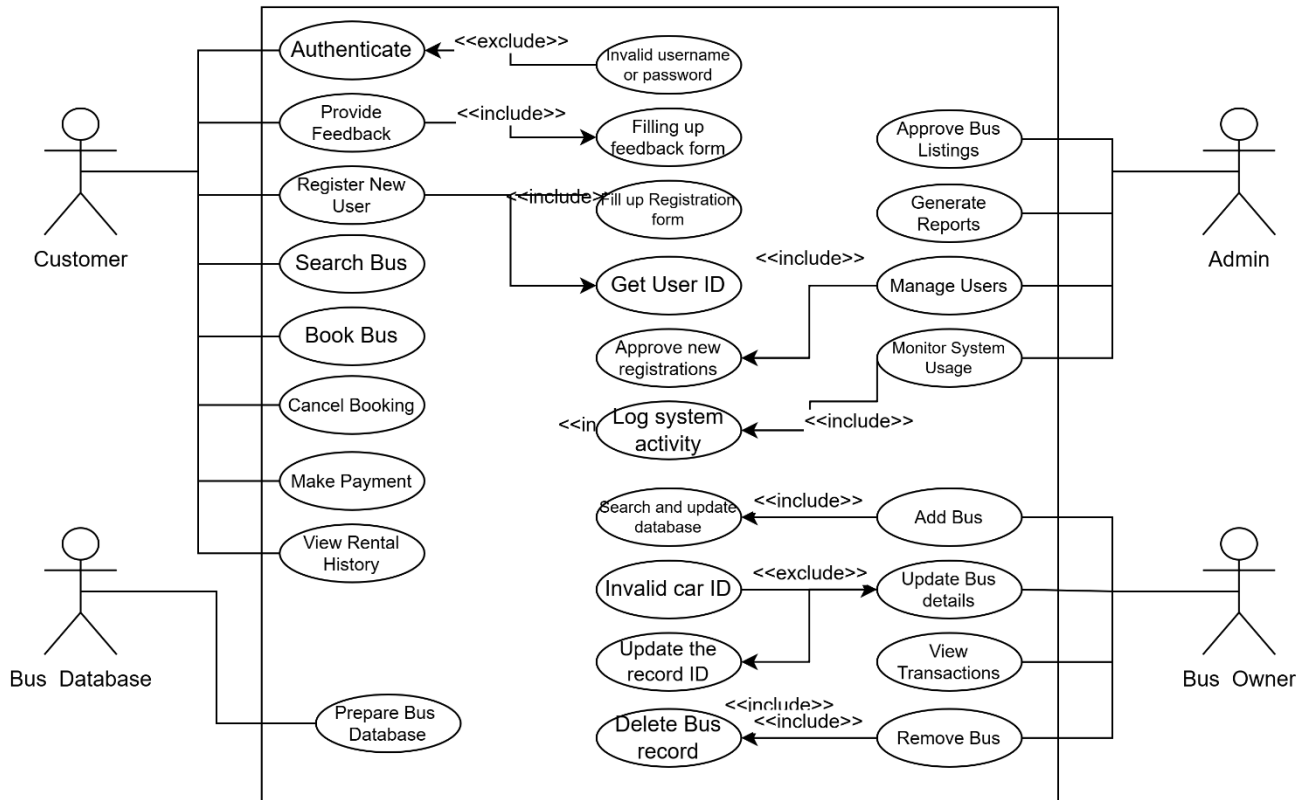 Authenticate
<<exclude>>
Invalid username
or password
Provide
Feedback
<<include>>
Filling up
feedback form
Approve Bus
Listings
Register New
User
<<include>
Fill up Registration
form
Generate
Reports
Customer
Search Bus
<<include>>
Get User ID
Manage Users
Admin
Book Bus
Approve new
registrations
Monitor System
Usage
Cancel Booking
<<in
Log system
activity
<<include>>
Make Payment
Search and update
database
<<include>>
Add Bus
View Rental
History
Invalid car ID
<<exclude>>
Update Bus
details
Bus Database
Update the
record ID
View
Transactions
Bus Owner
Prepare Bus
Database
<<include>>
Delete Bus
record
<<include>>
Remove Bus